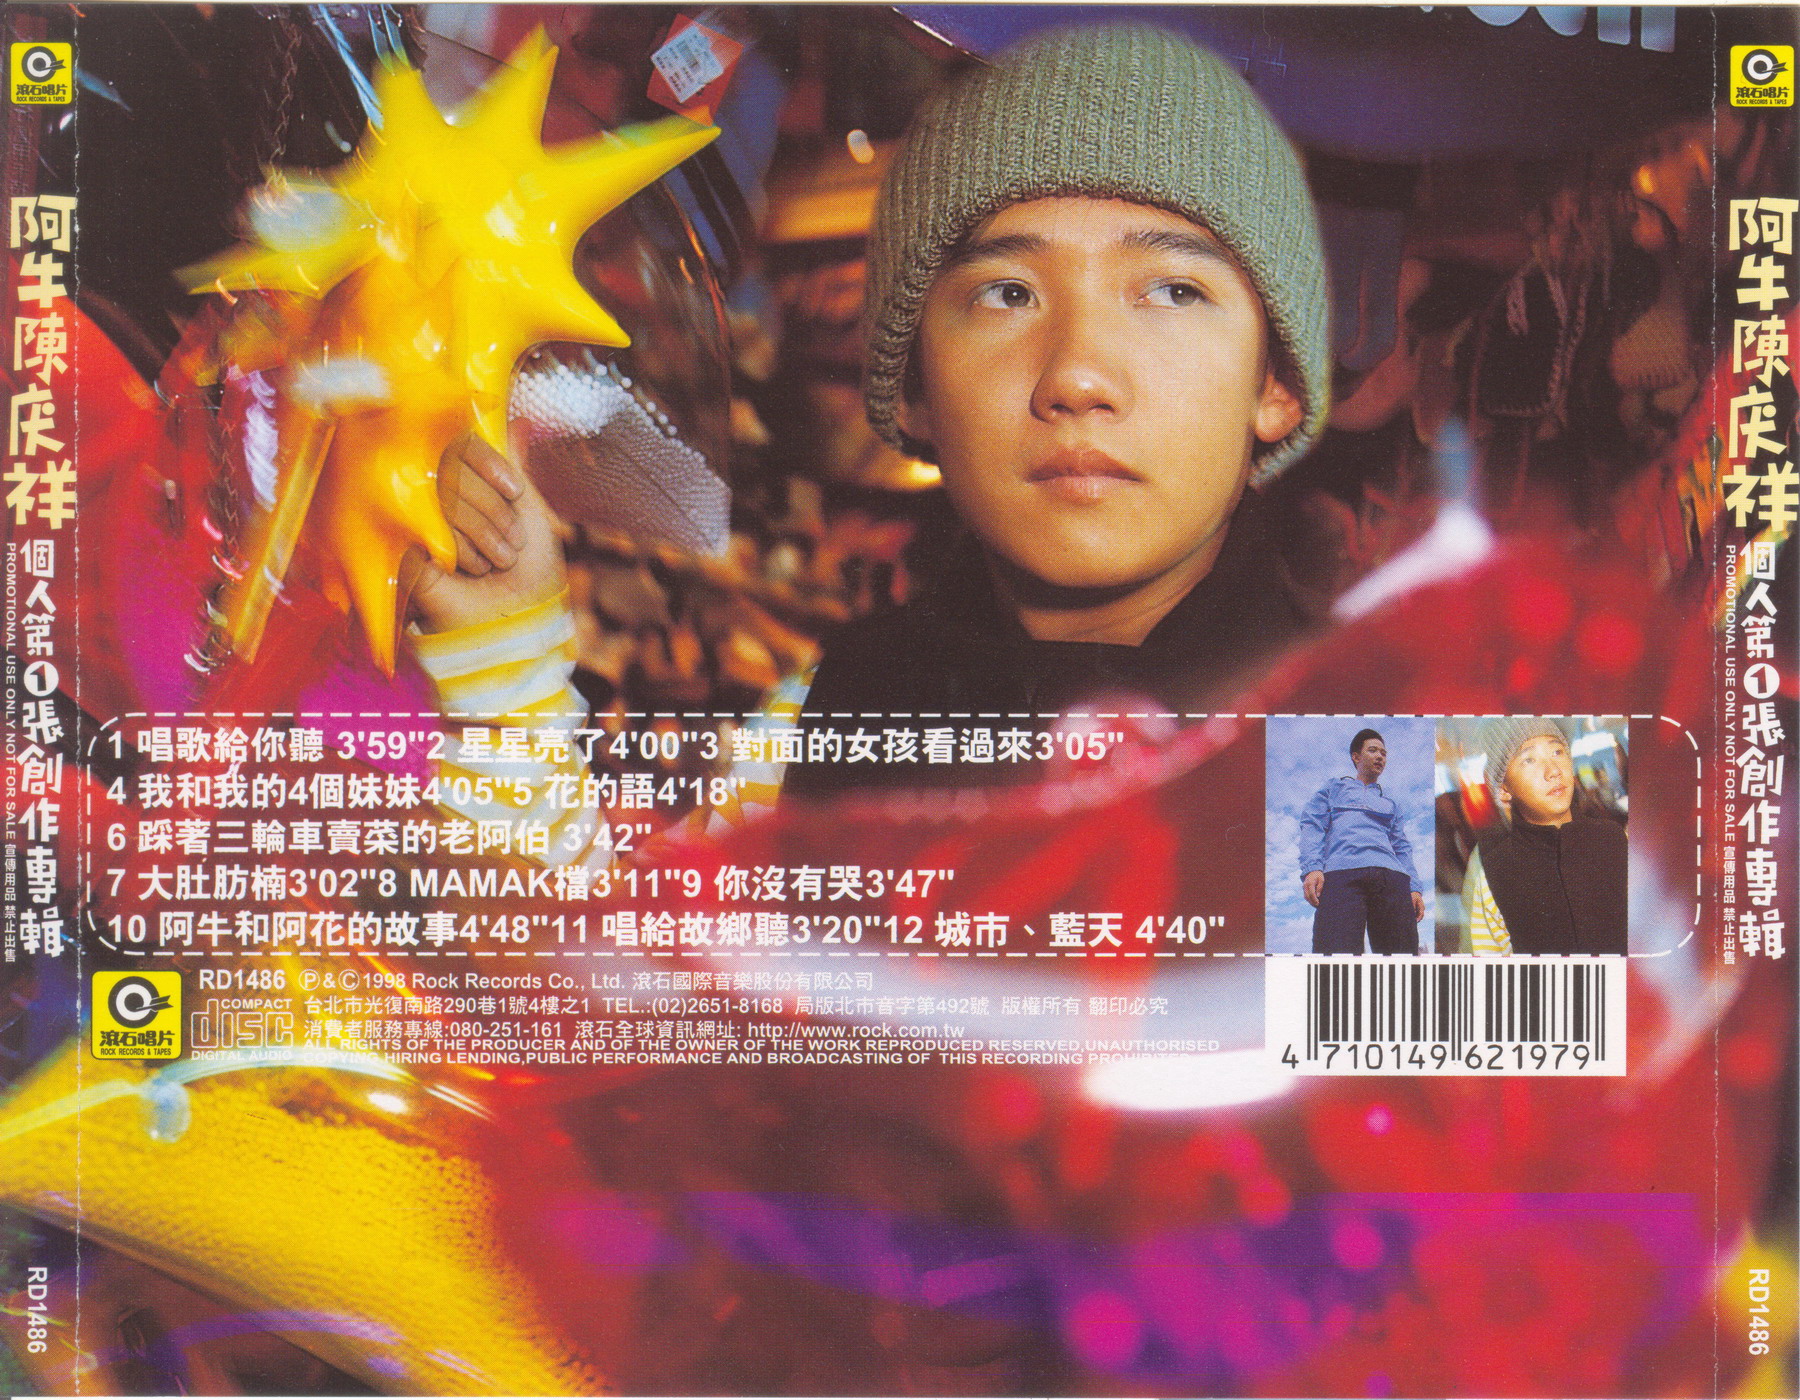 滾石唱片
ROCK RECORDS & TAPES
阿牛陳庆祥
個人第1張創作專輯
PROMOTIONAL USE ONLY NOT FOR SALE 宣傳用品 禁止出售
RD1486
1 唱歌給你聽 3'59"2 星星亮了4'00"3 對面的女孩看過來3'05"
4 我和我的4個妹妹4'05"5 花的語4'18"
6 踩著三輪車賣菜的老阿伯 3'42"
7 大肚肪楠3'02"8 MAMAK檔3'11"9 你沒有哭3'47"
10 阿牛和阿花的故事4'48"11 唱給故鄉聽3'20"12 城市、藍天 4'40"
滾石唱片
ROCK RECORDS & TAPES
COMPACT
disc
DIGITAL AUDIO
RD1486 Ⓟ&Ⓒ1998 Rock Records Co., Ltd. 滾石國際音樂股份有限公司
台北市光復南路290巷1號4樓之1 TEL.:(02)2651-8168 局版北市音字第492號 版權所有 翻印必究
消費者服務專線:080-251-161 滾石全球資訊網址: http://www.rock.com.tw
ALL RIGHTS OF THE PRODUCER AND OF THE OWNER OF THE WORK REPRODUCED RESERVED,UNAUTHORISED
COPYING HIRING LENDING,PUBLIC PERFORMANCE AND BROADCASTING OF THIS RECORDING PROHIBITED
4 710149 621979
滾石唱片
ROCK RECORDS & TAPES
阿牛陳庆祥
個人第1張創作專輯
PROMOTIONAL USE ONLY NOT FOR SALE 宣傳用品 禁止出售
RD1486